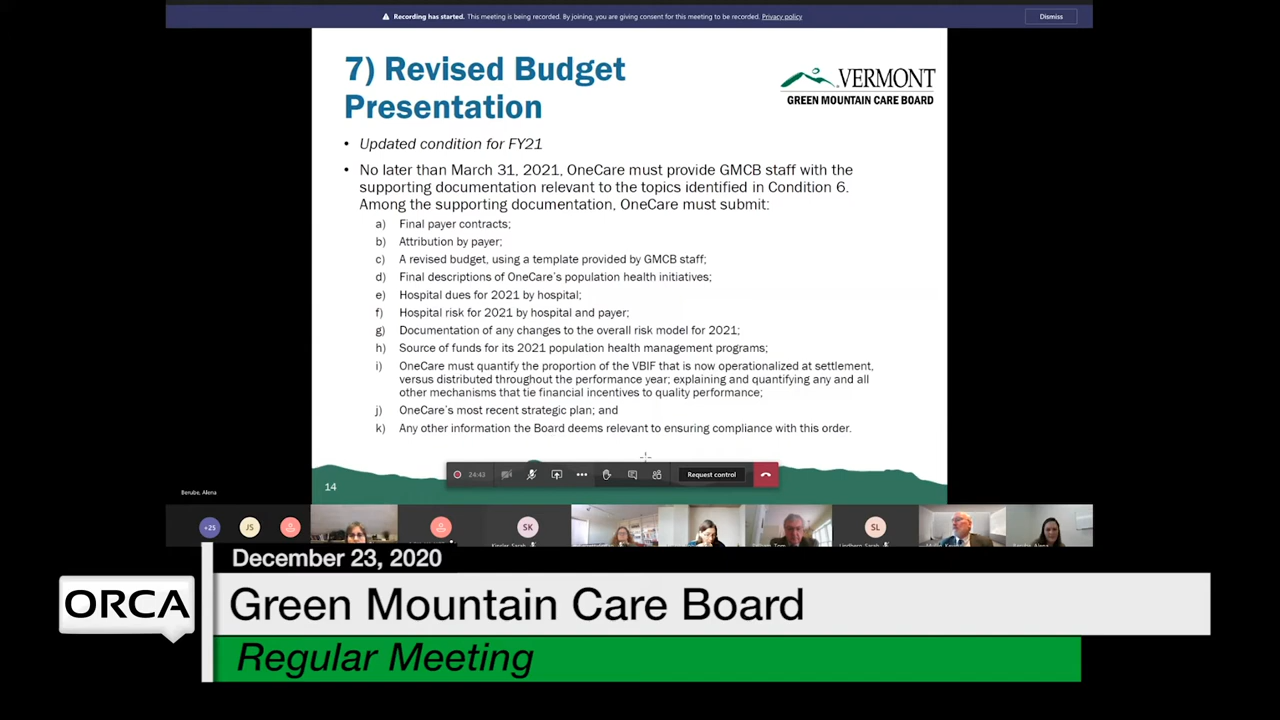 Recording has started. This meeting is being recorded. By joining, you are giving consent for this meeting to be recorded. Privacy policy
Dismiss
7) Revised Budget
Presentation
VERMONT
GREEN MOUNTAIN CARE BOARD
• Updated condition for FY21
• No later than March 31, 2021, OneCare must provide GMCB staff with the
supporting documentation relevant to the topics identified in Condition 6.
Among the supporting documentation, OneCare must submit:
a) Final payer contracts;
b) Attribution by payer;
c) A revised budget, using a template provided by GMCB staff;
d) Final descriptions of OneCare's population health initiatives;
e) Hospital dues for 2021 by hospital;
f) Hospital risk for 2021 by hospital and payer;
g) Documentation of any changes to the overall risk model for 2021;
h) Source of funds for its 2021 population health management programs;
i) OneCare must quantify the proportion of the VBIF that is now operationalized at settlement,
versus distributed throughout the performance year; explaining and quantifying any and all
other mechanisms that tie financial incentives to quality performance;
j) OneCare's most recent strategic plan; and
k) Any other information the Board deems relevant to ensuring compliance with this order.
24:43
Request control
14
Berube, Alena
+25
JS
SK
SL
December 23, 2020
ORCA
Green Mountain Care Board
Regular Meeting